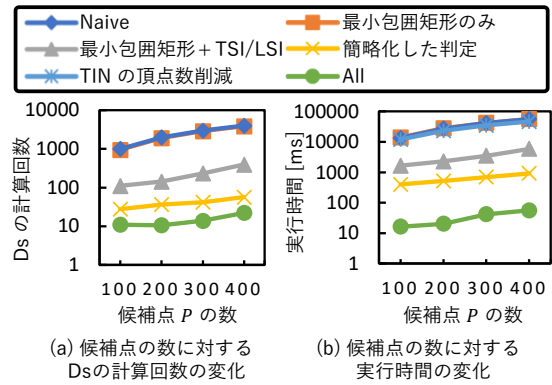 Naive
最小包囲矩形のみ
最小包囲矩形＋TSI/LSI
簡略化した判定
TIN の頂点数削減
All
10000
1000
100
10
1
Ds の計算回数
100 200 300 400
候補点 P の数
(a) 候補点の数に対する
Dsの計算回数の変化
100000
10000
1000
100
10
1
実行時間 [ms]
100 200 300 400
候補点 P の数
(b) 候補点の数に対する
実行時間の変化